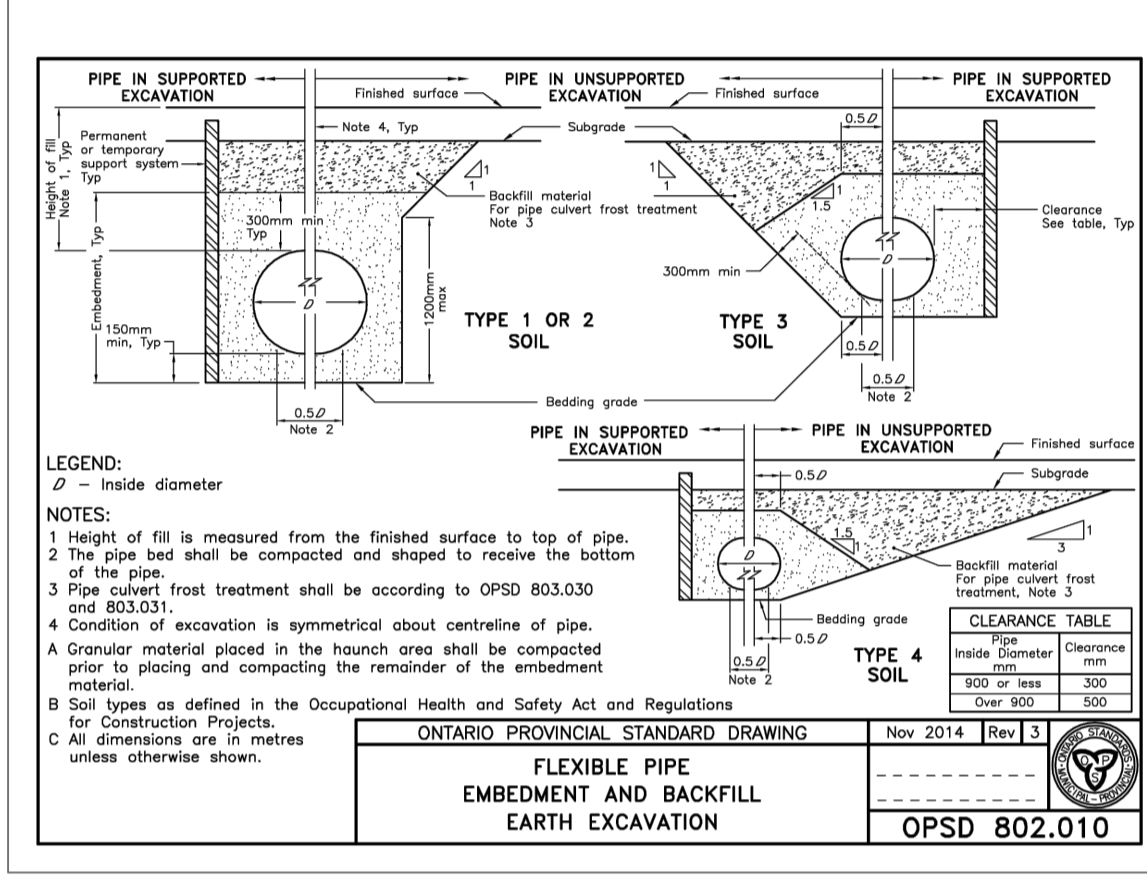 PIPE IN SUPPORTED
EXCAVATION
PIPE IN UNSUPPORTED
EXCAVATION
PIPE IN SUPPORTED
EXCAVATION
Finished surface
Finished surface
Height of fill
Note 1, Typ
Permanent
or temporary
support system
Typ
Note 4, Typ
Subgrade
0.5D
1
1
1
1
1
1.5
Backfill material
For pipe culvert frost treatment
Note 3
300mm min
Typ
Clearance
See table, Typ
Embedment, Typ
300mm min
D
D
1200mm
max
150mm
min, Typ
TYPE 1 OR 2
SOIL
TYPE 3
SOIL
0.5D
0.5D
Note 2
0.5D
Note 2
Bedding grade
PIPE IN SUPPORTED
EXCAVATION
PIPE IN UNSUPPORTED
EXCAVATION
Finished surface
Subgrade
0.5D
1.5
1
1
3
D
Backfill material
For pipe culvert frost
treatment, Note 3
Bedding grade
0.5D
0.5D
Note 2
TYPE 4
SOIL
LEGEND:
D – Inside diameter
NOTES:
1 Height of fill is measured from the finished surface to top of pipe.
2 The pipe bed shall be compacted and shaped to receive the bottom
of the pipe.
3 Pipe culvert frost treatment shall be according to OPSD 803.030
and 803.031.
4 Condition of excavation is symmetrical about centreline of pipe.
A Granular material placed in the haunch area shall be compacted
prior to placing and compacting the remainder of the embedment
material.
B Soil types as defined in the Occupational Health and Safety Act and Regulations
for Construction Projects.
C All dimensions are in metres
unless otherwise shown.
CLEARANCE TABLE
Pipe
Inside Diameter
mm
Clearance
mm
900 or less 300
Over 900 500
ONTARIO PROVINCIAL STANDARD DRAWING
Nov 2014 Rev 3
FLEXIBLE PIPE
EMBEDMENT AND BACKFILL
EARTH EXCAVATION
ONTARIO STANDARDS
MUNICIPAL – PROVINCIAL
O P S
OPSD 802.010